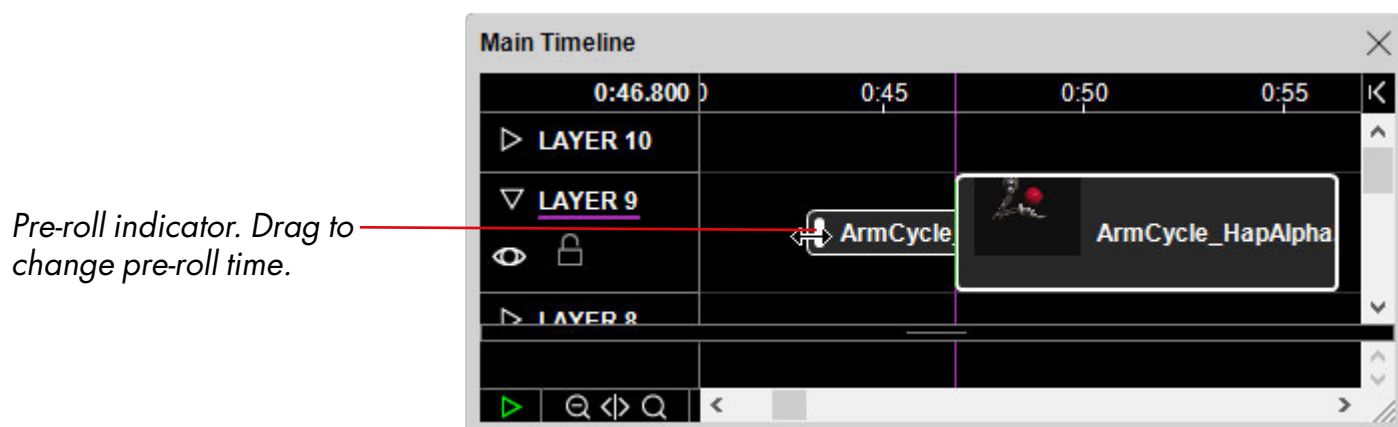 Main Timeline
0:46.800 0:45 0:50 0:55
LAYER 10
LAYER 9
Pre-roll indicator. Drag to
change pre-roll time.
ArmCycle_ ArmCycle_HapAlpha
LAYER 8